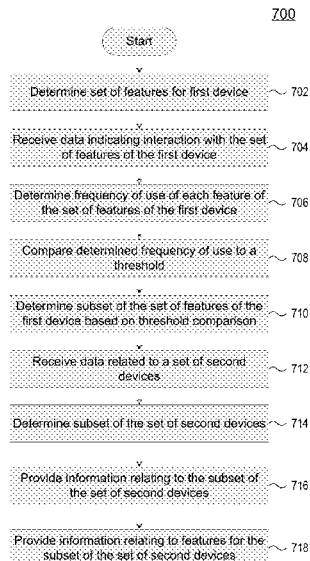 700
Start
Determine set of features for first device
702
Receive data indicating interaction with the set
of features of the first device
704
Determine frequency of use of each feature of
the set of features of the first device
706
Compare determined frequency of use to a
threshold
708
Determine subset of the set of features of the
first device based on threshold comparison
710
Receive data related to a set of second
devices
712
Determine subset of the set of second devices
714
Provide information relating to the subset of
the set of second devices
716
Provide information relating to features for the
subset of the set of second devices
718